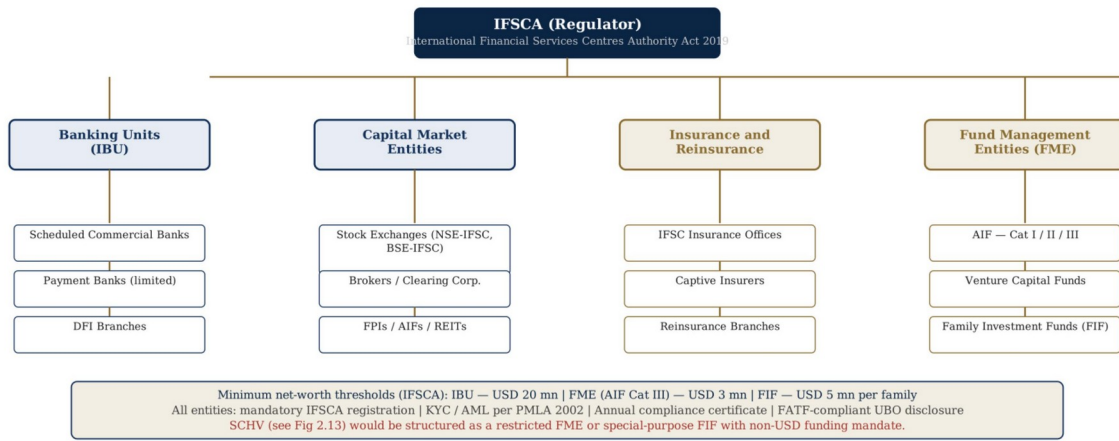 IFSCA (Regulator)
International Financial Services Centres Authority Act 2019
Banking Units
(IBU)
Capital Market
Entities
Insurance and
Reinsurance
Fund Management
Entities (FME)
Scheduled Commercial Banks
Stock Exchanges (NSE-IFSC,
BSE-IFSC)
IFSC Insurance Offices
AIF — Cat I / II / III
Payment Banks (limited)
Brokers / Clearing Corp.
Captive Insurers
Venture Capital Funds
DFI Branches
FPIs / AIFs / REITs
Reinsurance Branches
Family Investment Funds (FIF)
Minimum net-worth thresholds (IFSCA): IBU — USD 20 mn | FME (AIF Cat III) — USD 3 mn | FIF — USD 5 mn per family
All entities: mandatory IFSCA registration | KYC / AML per PMLA 2002 | Annual compliance certificate | FATF-compliant UBO disclosure
SCHV (see Fig 2.13) would be structured as a restricted FME or special-purpose FIF with non-USD funding mandate.